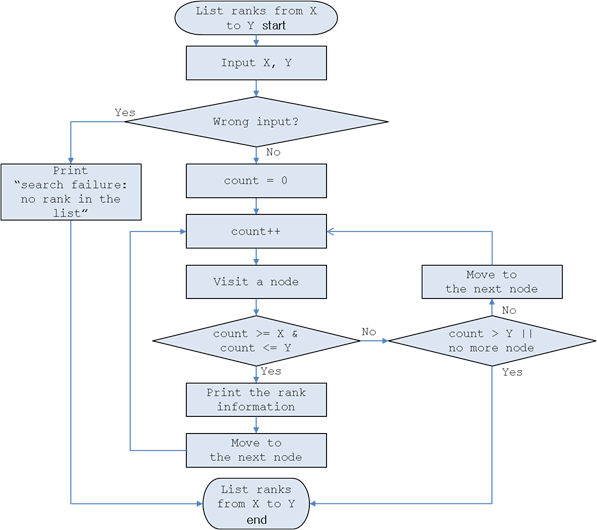 List ranks from X
to Y start
Input X, Y
Yes
Wrong input?
No
Print
“search failure:
no rank in the
list”
count = 0
count++
Visit a node
Move to
the next node
No
count >= X &
count <= Y
No
count > Y ||
no more node
Yes
Yes
Print the rank
information
Move to
the next node
List ranks
from X to Y
end